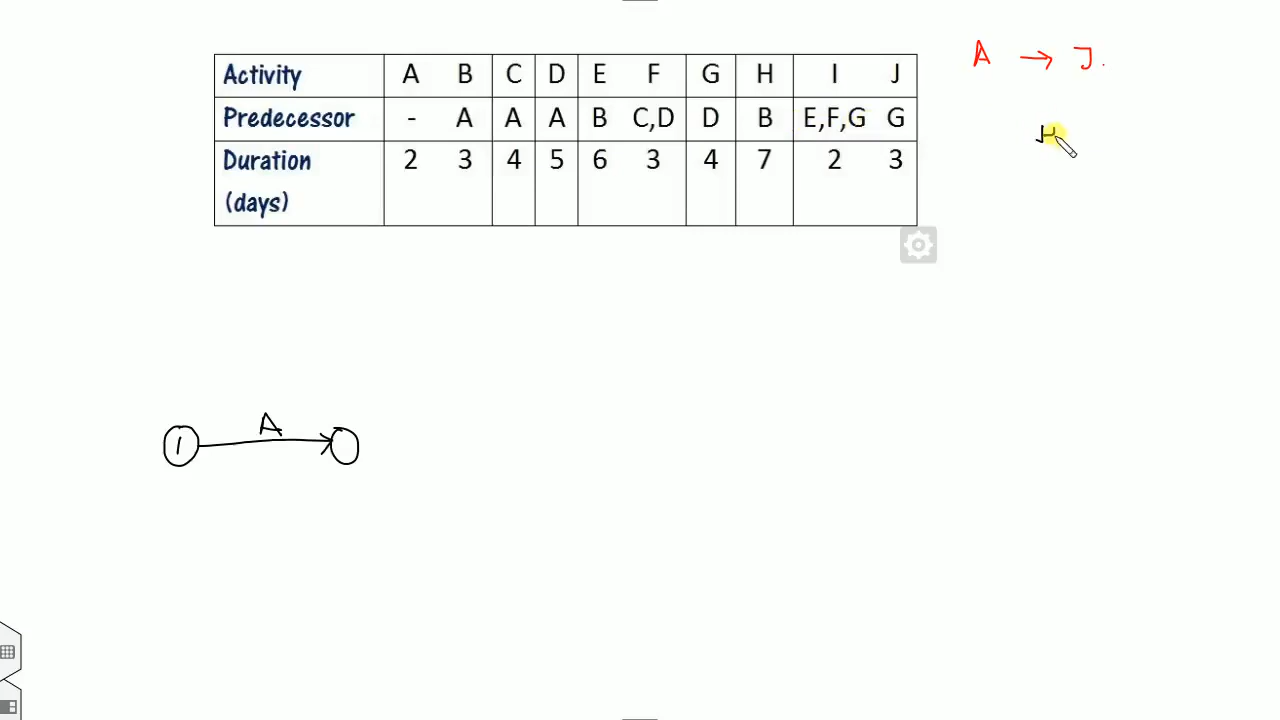 A → J.
Activity A B C D E F G H I J
Predecessor - A A A B C,D D B E,F,G G
Duration (days) 2 3 4 5 6 3 4 7 2 3
H
A
1